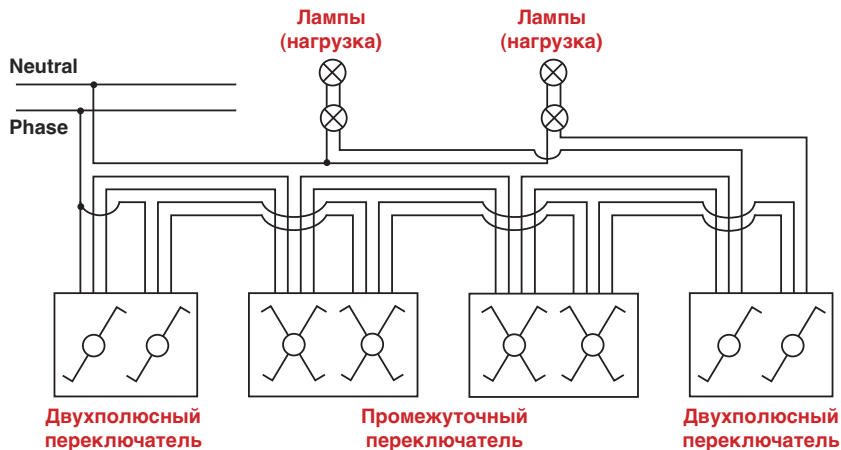 Лампы
(нагрузка)
Лампы
(нагрузка)
Neutral
Phase
Двухполюсный
переключатель
Промежуточный
переключатель
Двухполюсный
переключатель